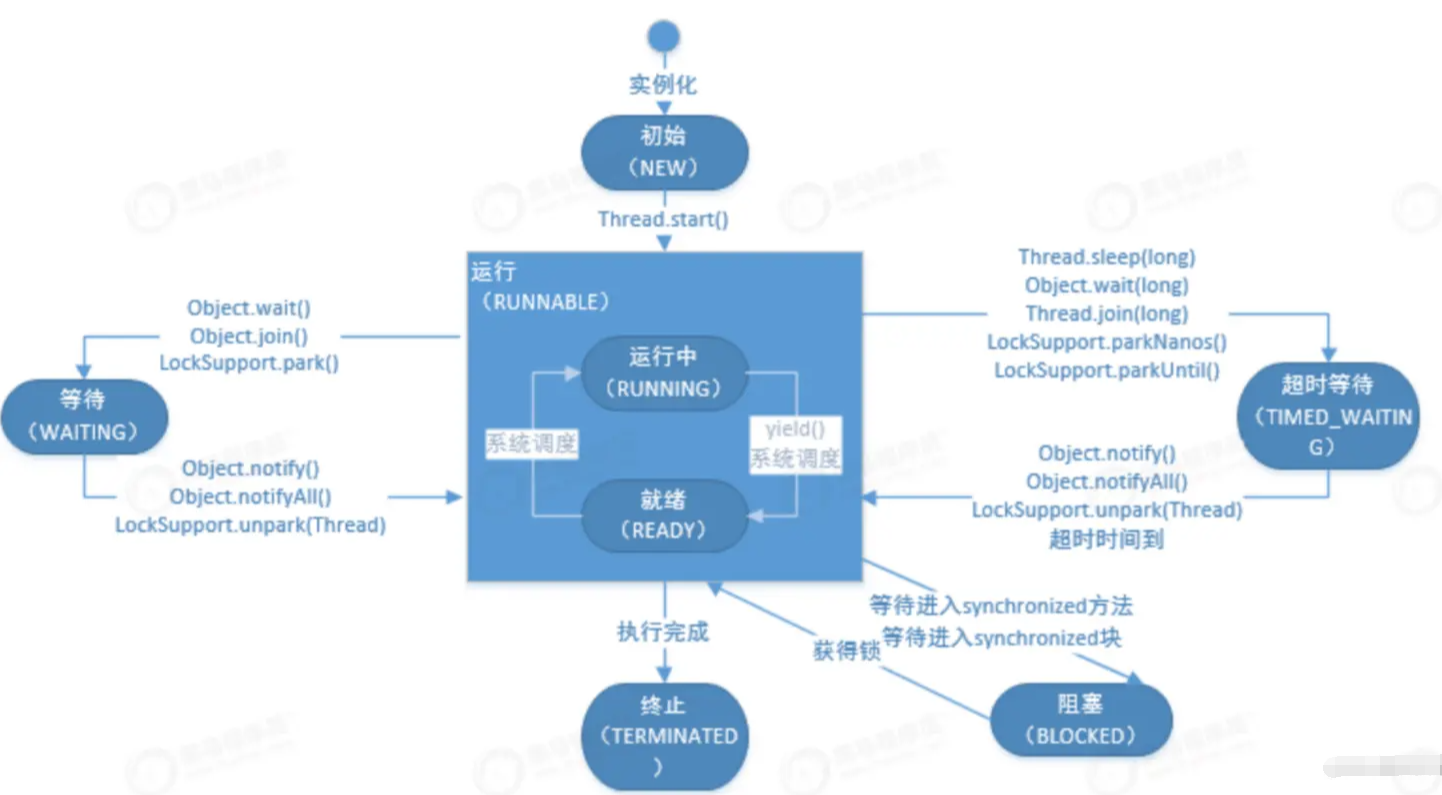 实例化
初始
（NEW）
Thread.start()
运行
（RUNNABLE）
运行中
（RUNNING）
系统调度
yield()
系统调度
就绪
（READY）
Object.wait()
Object.join()
LockSupport.park()
等待
（WAITING）
Object.notify()
Object.notifyAll()
LockSupport.unpark(Thread)
Thread.sleep(long)
Object.wait(long)
Thread.join(long)
LockSupport.parkNanos()
LockSupport.parkUntil()
超时等待
（TIMED_WAITIN
G）
Object.notify()
Object.notifyAll()
LockSupport.unpark(Thread)
超时时间到
等待进入synchronized方法
等待进入synchronized块
获得锁
阻塞
（BLOCKED）
执行完成
终止
（TERMINATED
）